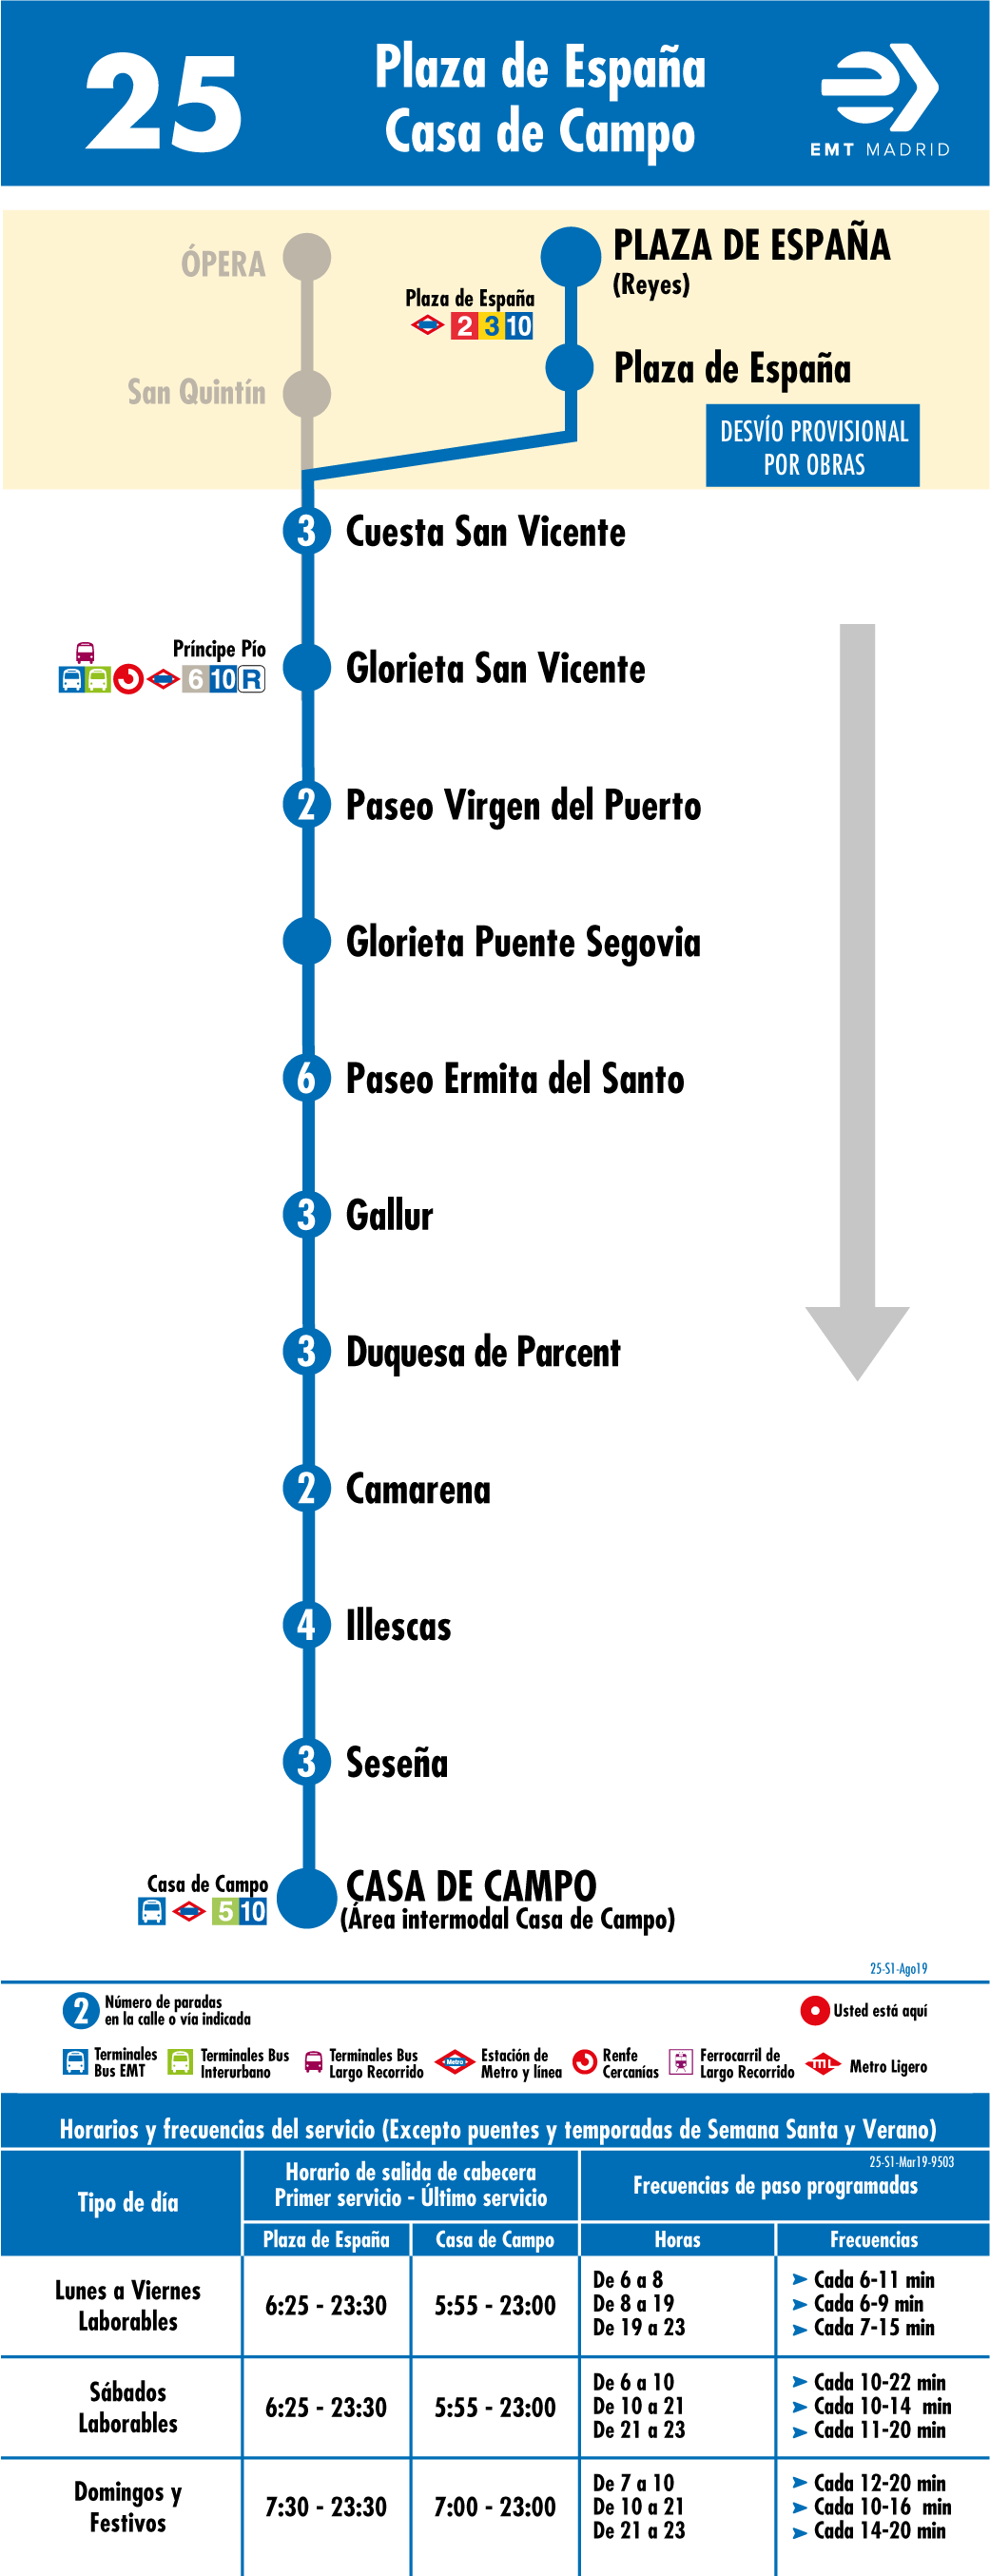 25
Plaza de España
Casa de Campo
EMT MADRID
ÓPERA
San Quintín
PLAZA DE ESPAÑA
(Reyes)
Plaza de España
2 3 10
Plaza de España
DESVÍO PROVISIONAL
POR OBRAS
3 Cuesta San Vicente
Príncipe Pío
6 10 R
Glorieta San Vicente
2 Paseo Virgen del Puerto
Glorieta Puente Segovia
6 Paseo Ermita del Santo
3 Gallur
3 Duquesa de Parcent
2 Camarena
4 Illescas
3 Seseña
Casa de Campo
5 10
CASA DE CAMPO
(Área intermodal Casa de Campo)
25-S1-Ago19
2 Número de paradas
en la calle o vía indicada
Usted está aquí
Terminales
Bus EMT
Terminales Bus
Interurbano
Terminales Bus
Largo Recorrido
Metro
Estación de
Metro y línea
Renfe
Cercanías
Ferrocarril de
Largo Recorrido
ML
Metro Ligero
Horarios y frecuencias del servicio (Excepto puentes y temporadas de Semana Santa y Verano)
25-S1-Mar19-9503
Tipo de día
Horario de salida de cabecera
Primer servicio - Último servicio
Frecuencias de paso programadas
Plaza de España
Casa de Campo
Horas
Frecuencias
Lunes a Viernes
Laborables
6:25 - 23:30
5:55 - 23:00
De 6 a 8 ➤ Cada 6-11 min
De 8 a 19 ➤ Cada 6-9 min
De 19 a 23 ➤ Cada 7-15 min
Sábados
Laborables
6:25 - 23:30
5:55 - 23:00
De 6 a 10 ➤ Cada 10-22 min
De 10 a 21 ➤ Cada 10-14 min
De 21 a 23 ➤ Cada 11-20 min
Domingos y
Festivos
7:30 - 23:30
7:00 - 23:00
De 7 a 10 ➤ Cada 12-20 min
De 10 a 21 ➤ Cada 10-16 min
De 21 a 23 ➤ Cada 14-20 min